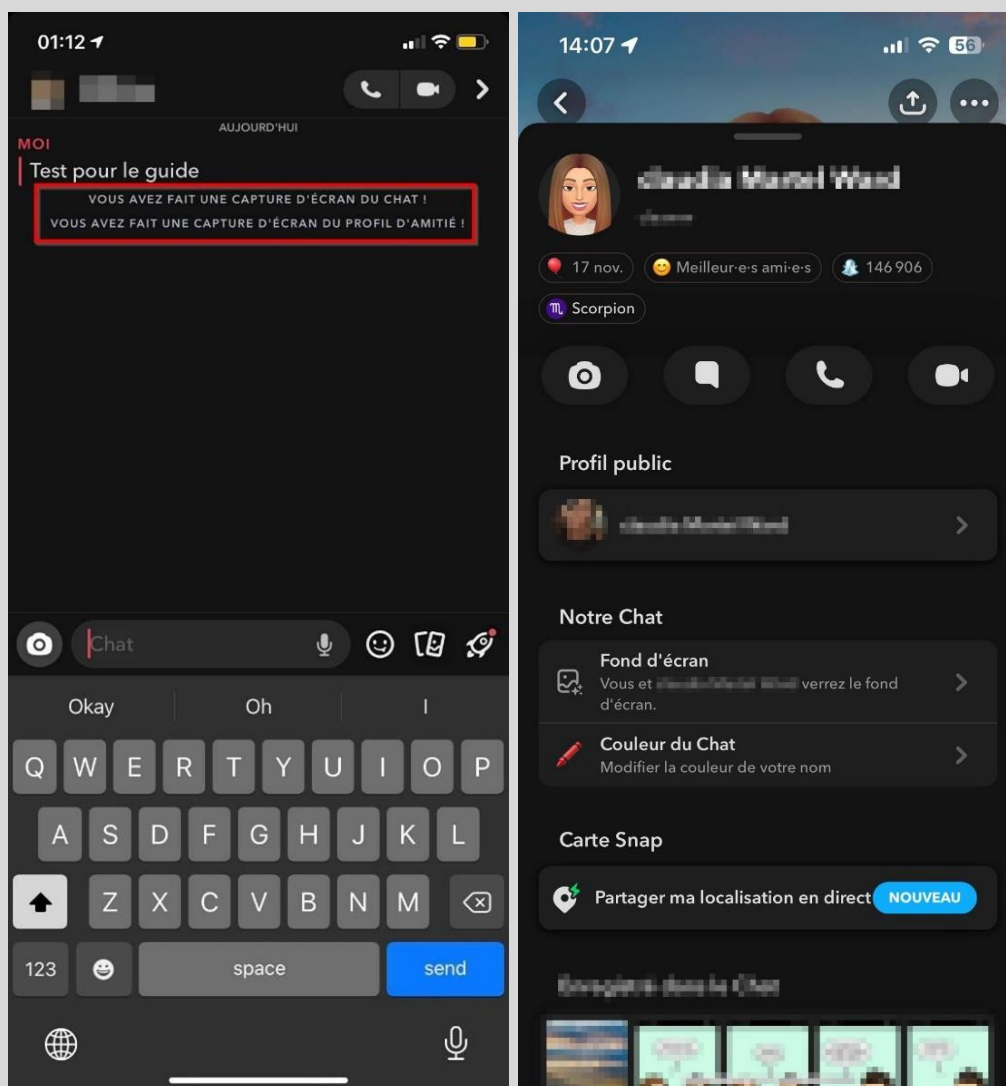 01:12
AUJOURD'HUI
MOI
Test pour le guide
VOUS AVEZ FAIT UNE CAPTURE D'ÉCRAN DU CHAT !
VOUS AVEZ FAIT UNE CAPTURE D'ÉCRAN DU PROFIL D'AMITIÉ !
Chat
Okay Oh I
Q W E R T Y U I O P
A S D F G H J K L
Z X C V B N M
123 space send
14:07 56
17 nov. Meilleur·e·s ami·e·s 146 906
Scorpion
Profil public
Notre Chat
Fond d'écran
Vous et verrez le fond
d'écran.
Couleur du Chat
Modifier la couleur de votre nom
Carte Snap
Partager ma localisation en direct NOUVEAU